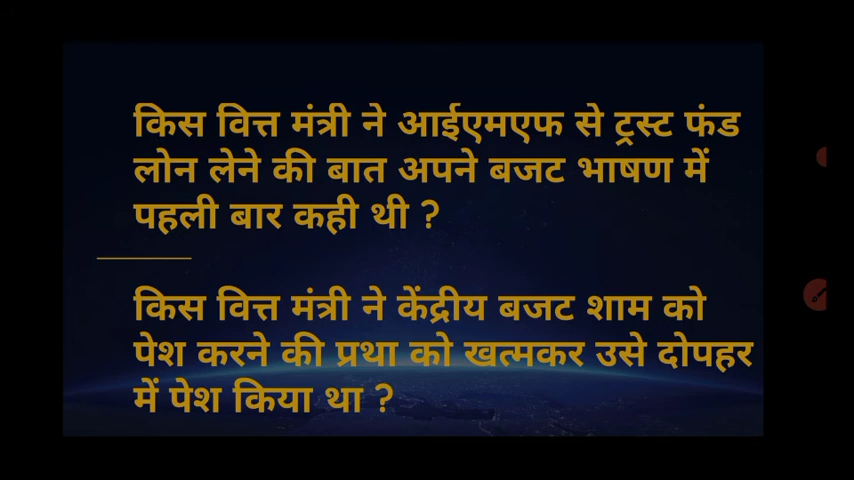 किस वित्त मंत्री ने आईएमएफ से ट्रस्ट फंड
लोन लेने की बात अपने बजट भाषण में
पहली बार कही थी ?
किस वित्त मंत्री ने केंद्रीय बजट शाम को
पेश करने की प्रथा को खत्मकर उसे दोपहर
में पेश किया था ?